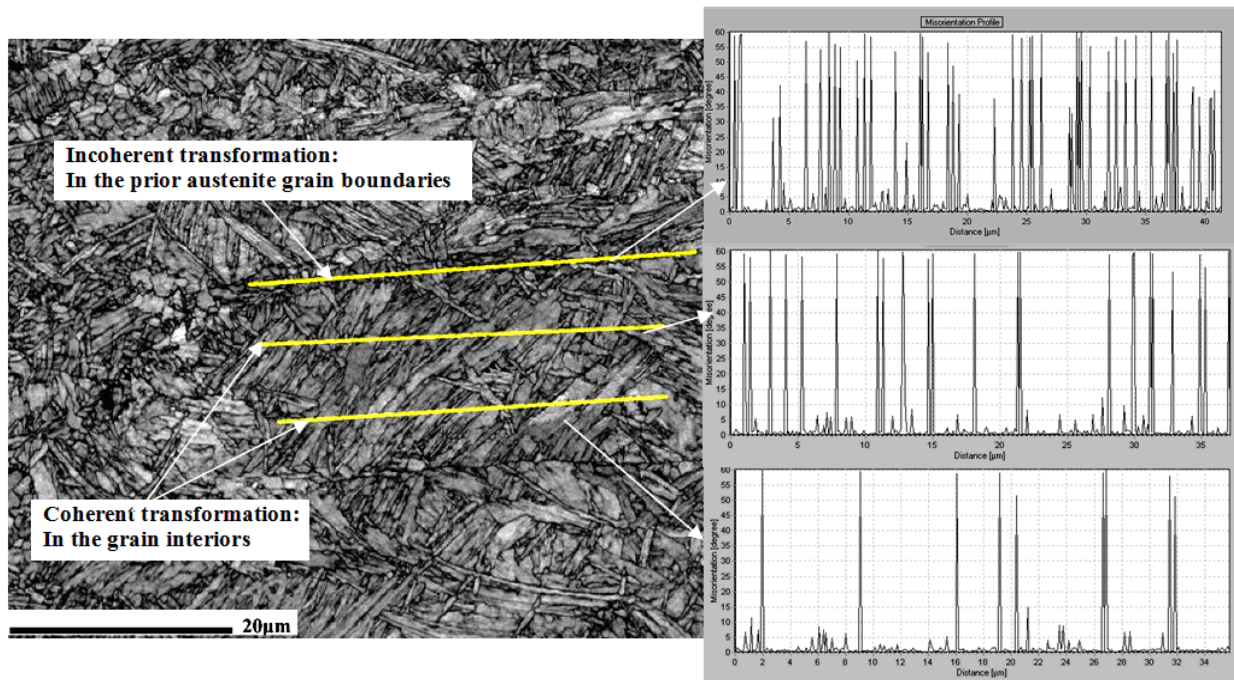 Misorientation Profile
Incoherent transformation:
In the prior austenite grain boundaries
Coherent transformation:
In the grain interiors
20µm
Misorientation [degree]
60
55
50
45
40
35
30
25
20
15
10
5
0
0 5 10 15 20 25 30 35 40
Distance [µm]
Misorientation [degree]
60
55
50
45
40
35
30
25
20
15
10
5
0
0 5 10 15 20 25 30 35
Distance [µm]
Misorientation [degree]
60
55
50
45
40
35
30
25
20
15
10
5
0
0 2 4 6 8 10 12 14 16 18 20 22 24 26 28 30 32 34
Distance [µm]